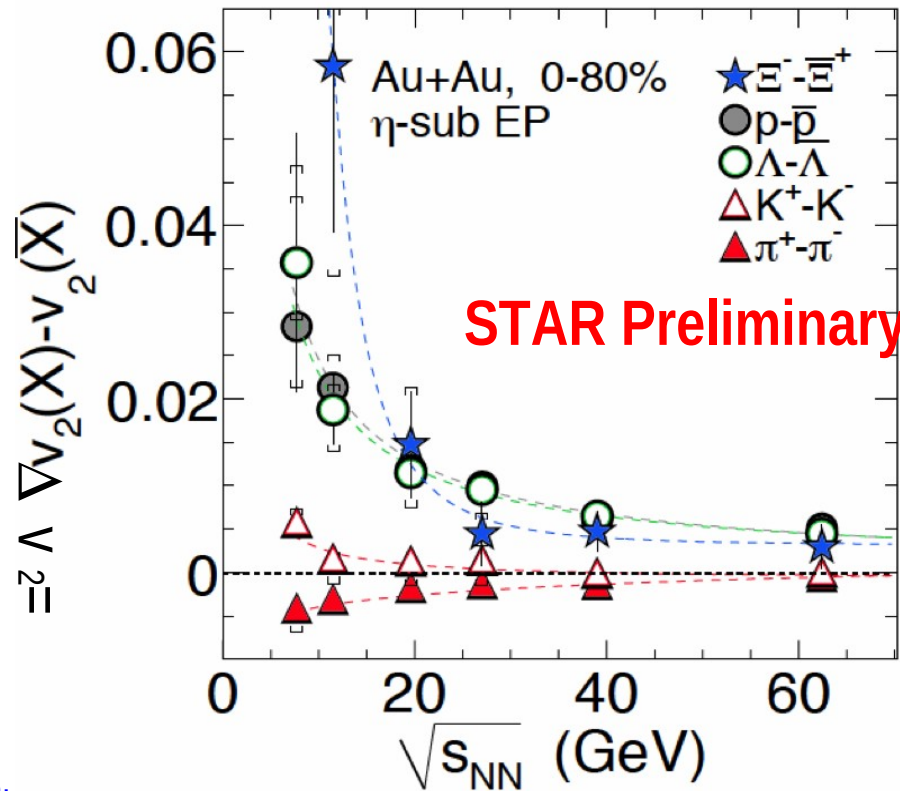 0.06
0.04
0.02
0
0 20 40 60
√sNN (GeV)
∇ v 2= v2(X)-v2(X̅)
Au+Au, 0-80%
η-sub EP
Ξ⁻-Ξ̅⁺
p-p̅
Λ-Λ̅
K⁺-K⁻
π⁺-π⁻
STAR Preliminary